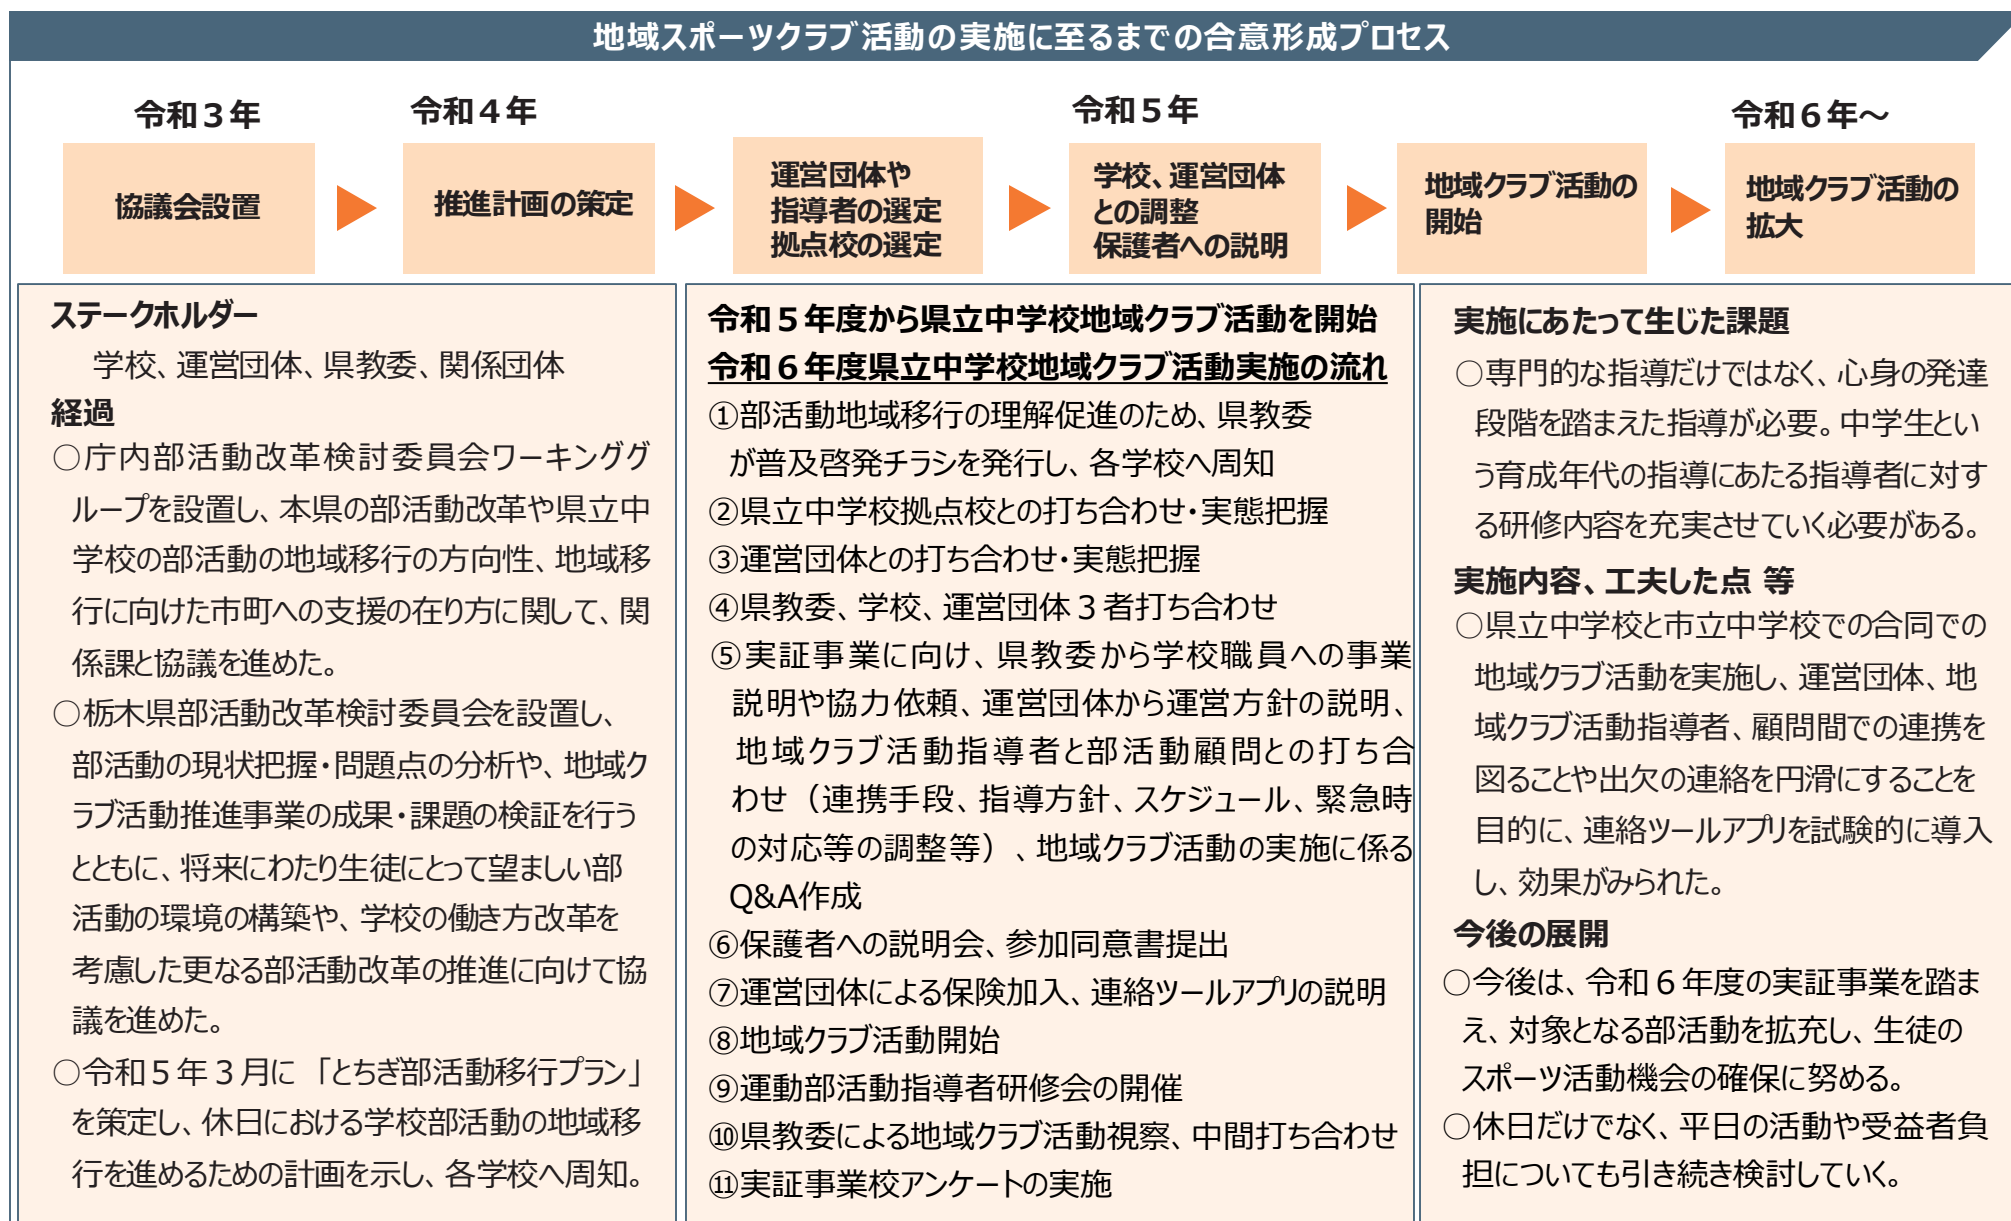 地域スポーツクラブ活動の実施に至るまでの合意形成プロセス
令和３年
令和４年
令和５年
令和６年～
協議会設置
推進計画の策定
運営団体や
指導者の選定
拠点校の選定
学校、運営団体
との調整
保護者への説明
地域クラブ活動の
開始
地域クラブ活動の
拡大
ステークホルダー
学校、運営団体、県教委、関係団体
経過
○庁内部活動改革検討委員会ワーキンググ
ループを設置し、本県の部活動改革や県立中
学校の部活動の地域移行の方向性、地域移
行に向けた市町への支援の在り方に関して、関
係課と協議を進めた。
○栃木県部活動改革検討委員会を設置し、
部活動の現状把握・問題点の分析や、地域ク
ラブ活動推進事業の成果・課題の検証を行う
とともに、将来にわたり生徒にとって望ましい部
活動の環境の構築や、学校の働き方改革を
考慮した更なる部活動改革の推進に向けて協
議を進めた。
○令和５年３月に「とちぎ部活動移行プラン」
を策定し、休日における学校部活動の地域移
行を進めるための計画を示し、各学校へ周知。
令和５年度から県立中学校地域クラブ活動を開始
令和６年度県立中学校地域クラブ活動実施の流れ
①部活動地域移行の理解促進のため、県教委
が普及啓発チラシを発行し、各学校へ周知
②県立中学校拠点校との打ち合わせ・実態把握
③運営団体との打ち合わせ・実態把握
④県教委、学校、運営団体３者打ち合わせ
⑤実証事業に向け、県教委から学校職員への事業
説明や協力依頼、運営団体から運営方針の説明、
地域クラブ活動指導者と部活動顧問との打ち合
わせ（連携手段、指導方針、スケジュール、緊急時
の対応等の調整等）、地域クラブ活動の実施に係る
Q&A作成
⑥保護者への説明会、参加同意書提出
⑦運営団体による保険加入、連絡ツールアプリの説明
⑧地域クラブ活動開始
⑨運動部活動指導者研修会の開催
⑩県教委による地域クラブ活動視察、中間打ち合わせ
⑪実証事業校アンケートの実施
実施にあたって生じた課題
○専門的な指導だけではなく、心身の発達
段階を踏まえた指導が必要。中学生とい
う育成年代の指導にあたる指導者に対す
る研修内容を充実させていく必要がある。
実施内容、工夫した点 等
○県立中学校と市立中学校での合同での
地域クラブ活動を実施し、運営団体、地
域クラブ活動指導者、顧問間での連携を
図ることや出欠の連絡を円滑にすることを
目的に、連絡ツールアプリを試験的に導入
し、効果がみられた。
今後の展開
○今後は、令和６年度の実証事業を踏ま
え、対象となる部活動を拡充し、生徒の
スポーツ活動機会の確保に努める。
○休日だけでなく、平日の活動や受益者負
担についても引き続き検討していく。